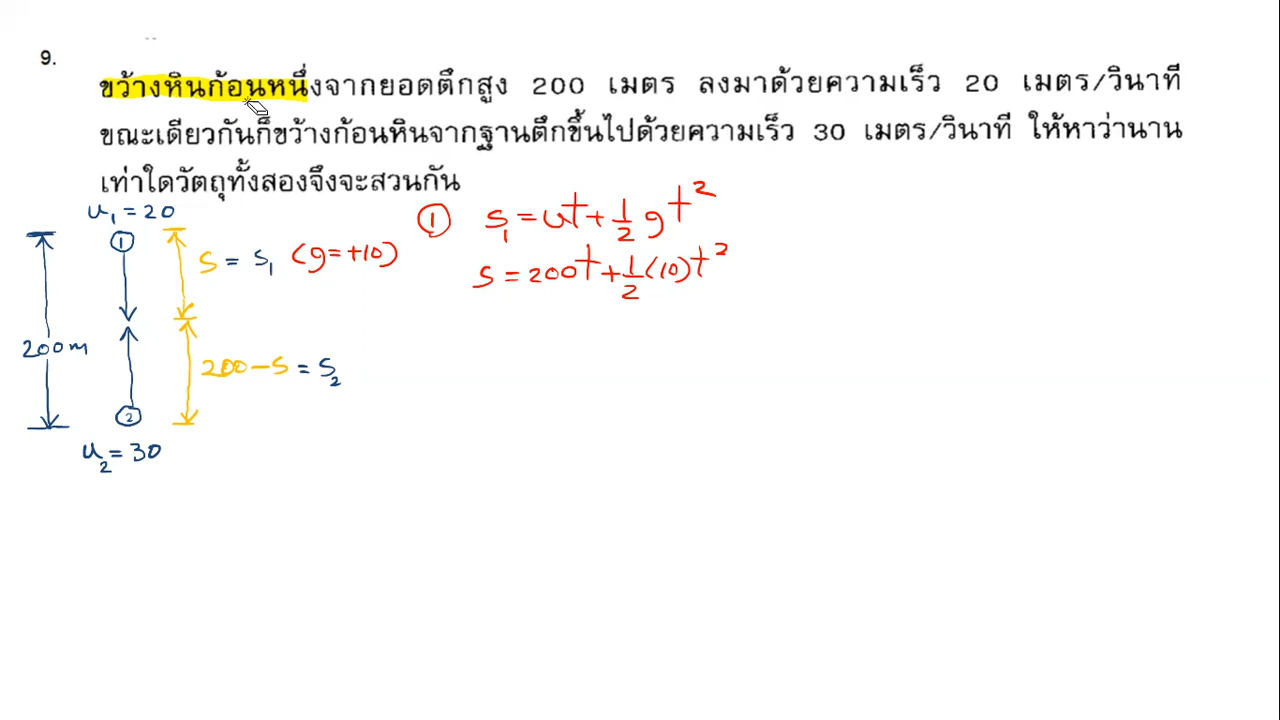 9.
ขว้างหินก้อนหนึ่งจากยอดตึกสูง 200 เมตร ลงมาด้วยความเร็ว 20 เมตร/วินาที
ขณะเดียวกันก็ขว้างก้อนหินจากฐานตึกขึ้นไปด้วยความเร็ว 30 เมตร/วินาที ให้หาว่านาน
เท่าใดวัตถุทั้งสองจึงจะสวนกัน
u₁ = 20
① S₁ = ut + 1/2 gt²
① S = S₁ (g = +10)
S = 200t + 1/2 (10)t²
200m
200 - S = S₂
②
u₂ = 30